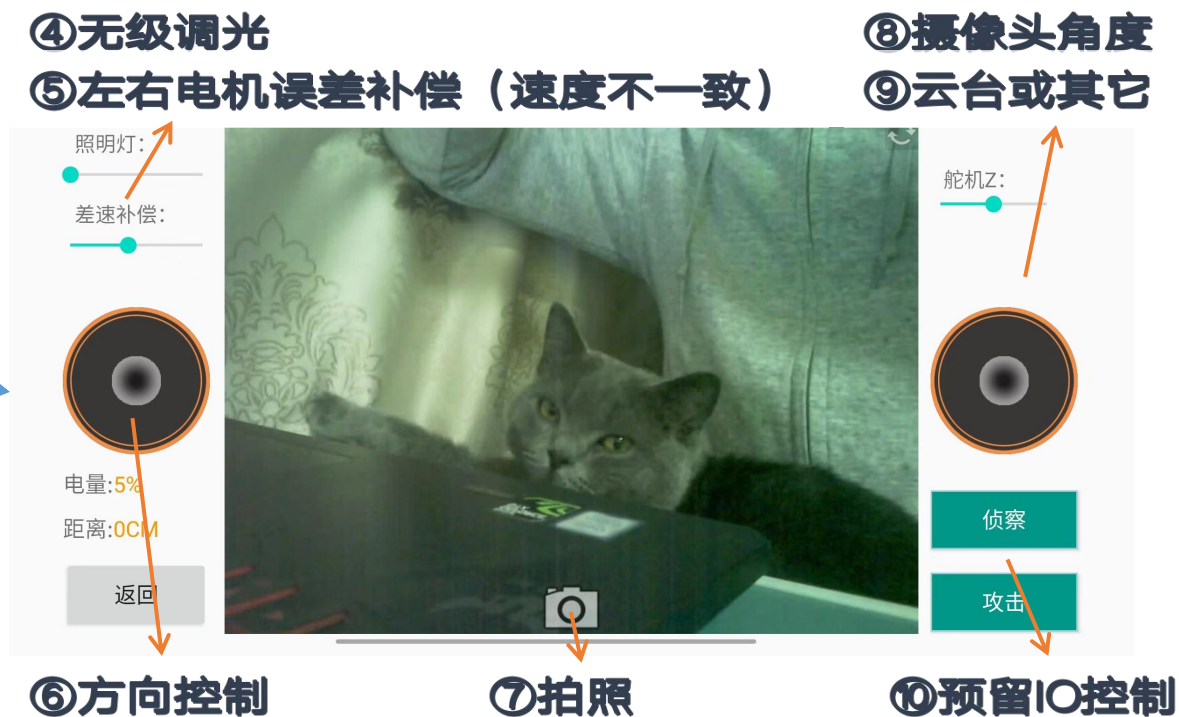 ④无级调光
⑧摄像头角度
⑤左右电机误差补偿（速度不一致）
⑨云台或其它
照明灯：
差速补偿：
舵机Z：
电量:5%
距离:0CM
返回
侦察
攻击
⑥方向控制
⑦拍照
⑩预留IO控制